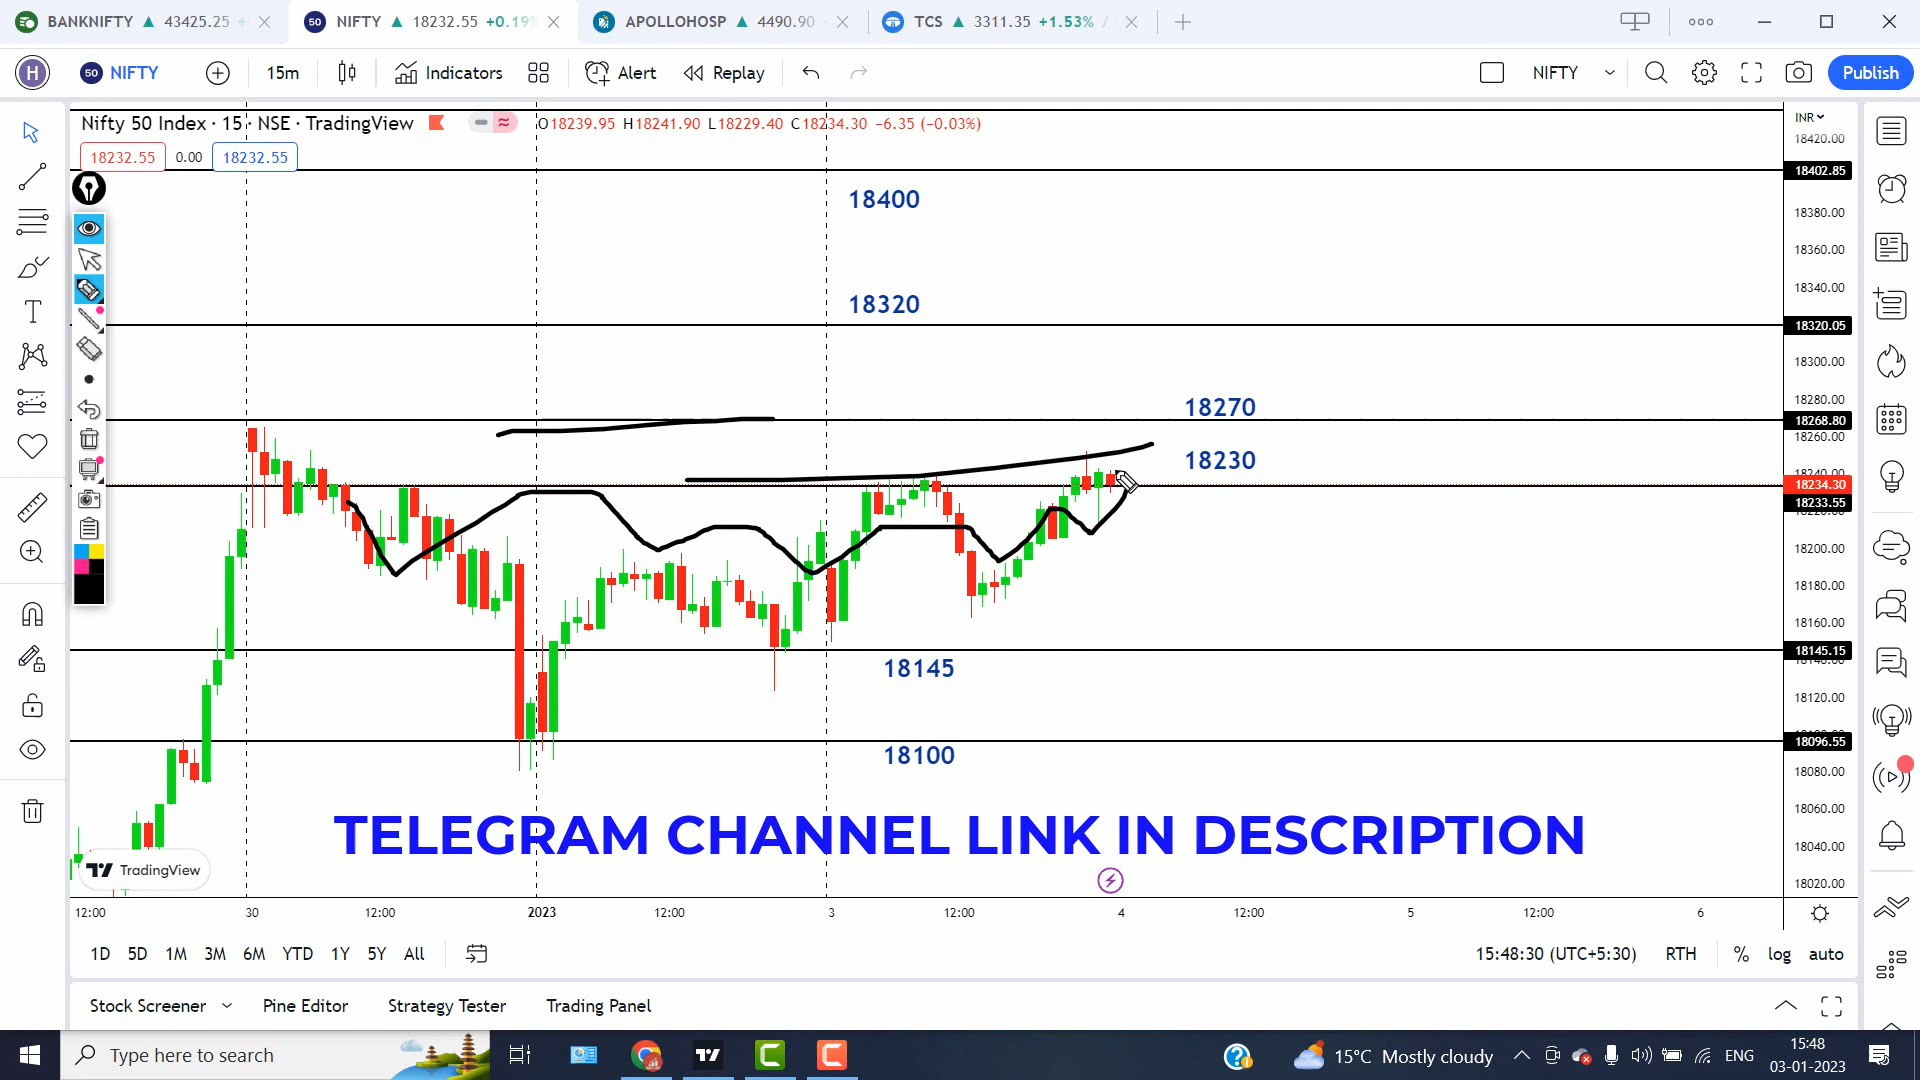 BANKNIFTY ▲ 43425.25
NIFTY ▲ 18232.55 +0.19%
APOLLOHOSP ▲ 4490.90
TCS ▲ 3311.35 +1.53% /
H
50 NIFTY
15m
Indicators
Alert
Replay
NIFTY
Publish
Nifty 50 Index · 15 · NSE · TradingView
O18239.95 H18241.90 L18229.40 C18234.30 −6.35 (−0.03%)
18232.55 0.00 18232.55
INR
18420.00
18402.85
18400
18380.00
18360.00
18340.00
18320
18320.05
18300.00
18280.00
18270
18268.80
18260.00
18230
18240.00
18234.30
18233.55
18200.00
18180.00
18160.00
18145.15
18145
18120.00
18096.55
18100
18080.00
18060.00
TELEGRAM CHANNEL LINK IN DESCRIPTION
18040.00
TradingView
18020.00
12:00 30 12:00 2023 12:00 3 12:00 4 12:00 5 12:00 6
1D 5D 1M 3M 6M YTD 1Y 5Y All
15:48:30 (UTC+5:30) RTH % log auto
Stock Screener Pine Editor Strategy Tester Trading Panel
Type here to search
15°C Mostly cloudy
ENG
15:48
03-01-2023